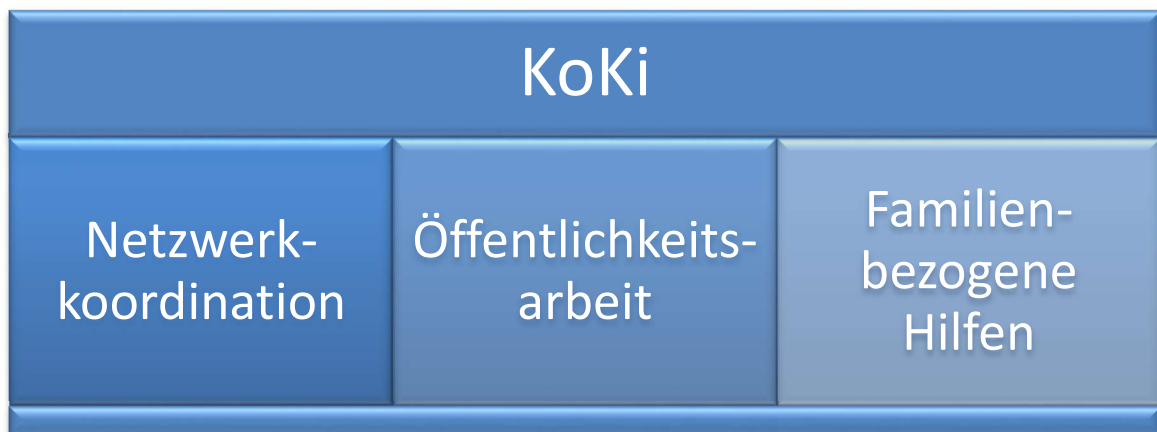 KoKi
Netzwerk-
koordination
Öffentlichkeits-
arbeit
Familien-
bezogene
Hilfen